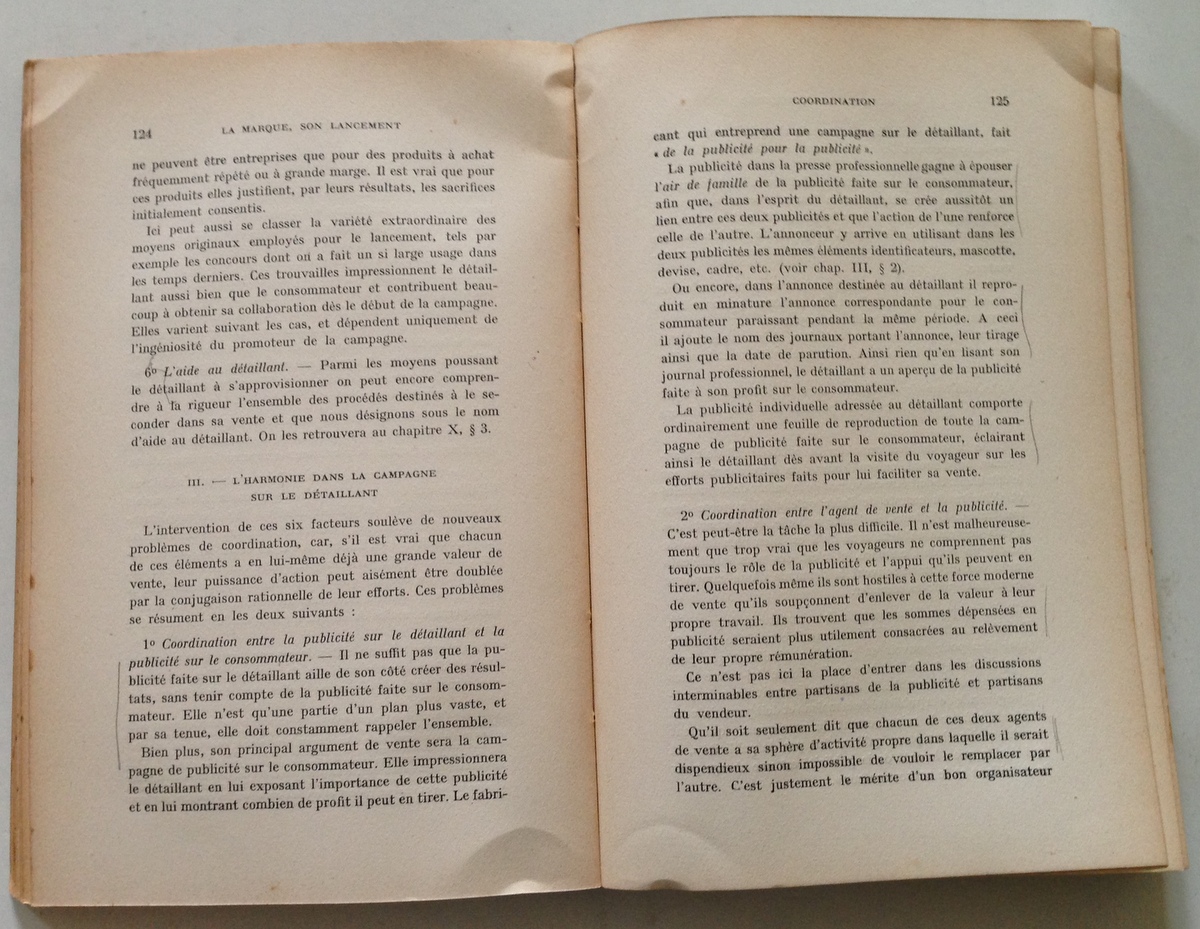 124
LA MARQUE, SON LANCEMENT
ne peuvent être entreprises que pour des produits à achat
fréquemment répété ou à grande marge. Il est vrai que pour
ces produits elles justifient, par leurs résultats, les sacrifices
initialement consentis.
Ici peut aussi se classer la variété extraordinaire des
moyens originaux employés pour le lancement, tels par
exemple les concours dont on a fait un si large usage dans
les temps derniers. Ces trouvailles impressionnent le détail-
lant aussi bien que le consommateur et contribuent beau-
coup à obtenir sa collaboration dès le début de la campagne.
Elles varient suivant les cas, et dépendent uniquement de
l'ingéniosité du promoteur de la campagne.
6º L'aide au détaillant. — Parmi les moyens poussant
le détaillant à s'approvisionner on peut encore compren-
dre à la rigueur l'ensemble des procédés destinés à le se-
conder dans sa vente et que nous désignons sous le nom
d'aide au détaillant. On les retrouvera au chapitre X, § 3.
III. — L'HARMONIE DANS LA CAMPAGNE
SUR LE DÉTAILLANT
L'intervention de ces six facteurs soulève de nouveaux
problèmes de coordination, car, s'il est vrai que chacun
de ces éléments a en lui-même déjà une grande valeur de
vente, leur puissance d'action peut aisément être doublée
par la conjugaison rationnelle de leur efforts. Ces problèmes
se résument en les deux suivants :
1º Coordination entre la publicité sur le détaillant et la
publicité sur le consommateur. — Il ne suffit pas que la pu-
blicité faite sur le détaillant aille de son côté créer des résul-
tats, sans tenir compte de la publicité faite sur le consom-
mateur. Elle n'est qu'une partie d'un plan plus vaste, et
par sa tenue, elle doit constamment rappeler l'ensemble.
Bien plus, son principal argument de vente sera la cam-
pagne de publicité sur le consommateur. Elle impressionnera
le détaillant en lui exposant l'importance de cette publicité
et en lui montrant combien de profit il peut en tirer. Le fabri-
COORDINATION
125
cant qui entreprend une campagne sur le détaillant, fait
« de la publicité pour la publicité ».
La publicité dans la presse professionnelle gagne à épouser
l'air de famille de la publicité faite sur le consommateur,
afin que, dans l'esprit du détaillant, se crée aussitôt un
lien entre ces deux publicités et que l'action de l'une renforce
celle de l'autre. L'annonceur y arrive en utilisant dans les
deux publicités les mêmes éléments identificateurs, mascotte,
devise, cadre, etc. (voir chap. III, § 2).
Ou encore, dans l'annonce destinée au détaillant il repro-
duit en minature l'annonce correspondante pour le con-
sommateur paraissant pendant la même période. A ceci
il ajoute le nom des journaux portant l'annonce, leur tirage
ainsi que la date de parution. Ainsi rien qu'en lisant son
journal professionnel, le détaillant a un aperçu de la publicité
faite à son profit sur le consommateur.
La publicité individuelle adressée au détaillant comporte
ordinairement une feuille de reproduction de toute la cam-
pagne de publicité faite sur le consommateur, éclairant
ainsi le détaillant dès avant la visite du voyageur sur les
efforts publicitaires faits pour lui faciliter sa vente.
2º Coordination entre l'agent de vente et la publicité. —
C'est peut-être la tâche la plus difficile. Il n'est malheureuse-
ment que trop vrai que les voyageurs ne comprennent pas
toujours le rôle de la publicité et l'appui qu'ils peuvent en
tirer. Quelquefois même ils sont hostiles à cette force moderne
de vente qu'ils soupçonnent d'enlever de la valeur à leur
propre travail. Ils trouvent que les sommes dépensées en
publicité seraient plus utilement consacrées au relèvement
de leur propre rémunération.
Ce n'est pas ici la place d'entrer dans les discussions
interminables entre partisans de la publicité et partisans
du vendeur.
Qu'il soit seulement dit que chacun de ces deux agents
de vente a sa sphère d'activité propre dans laquelle il serait
dispendieux sinon impossible de vouloir le remplacer par
l'autre. C'est justement le mérite d'un bon organisateur